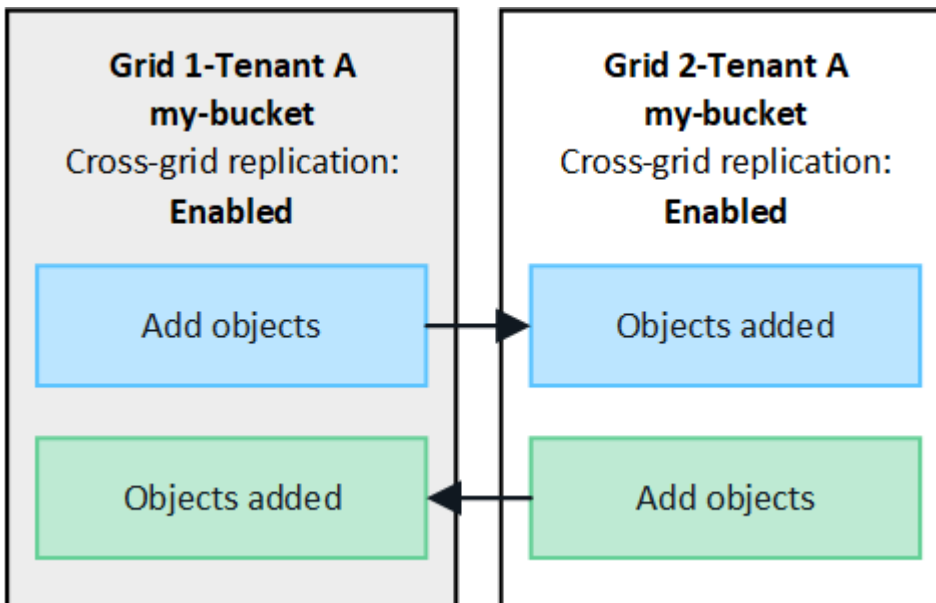 Grid 1-Tenant A
my-bucket
Cross-grid replication:
Enabled
Add objects
Objects added
Grid 2-Tenant A
my-bucket
Cross-grid replication:
Enabled
Objects added
Add objects